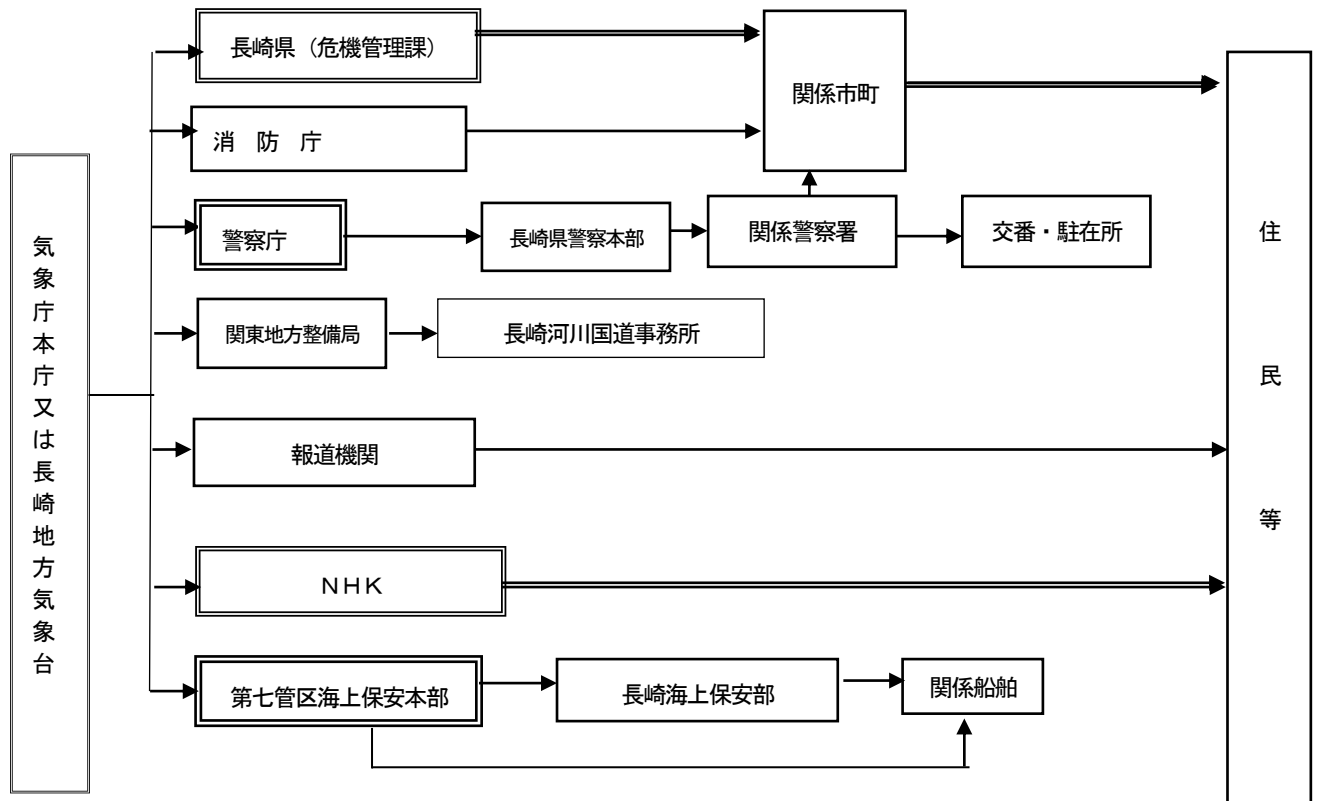 長崎県（危機管理課）
関係市町
消　防　庁
気象庁本庁又は長崎地方気象台
警察庁
長崎県警察本部
関係警察署
交番・駐在所
住民等
関東地方整備局
長崎河川国道事務所
報道機関
ＮＨＫ
第七管区海上保安本部
長崎海上保安部
関係船舶